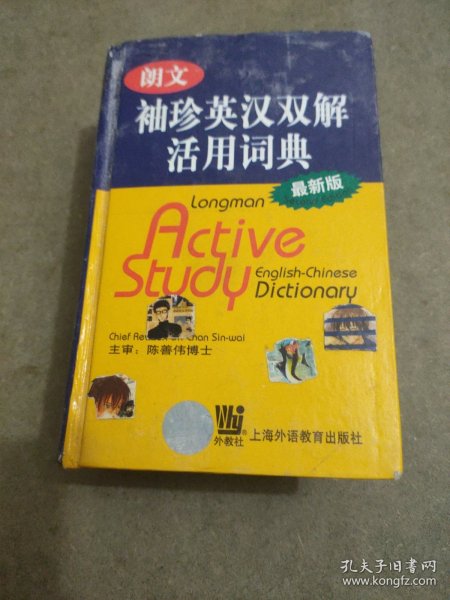 朗文
袖珍英汉双解
活用词典
最新版
Longman
Active
Study
English-Chinese
Dictionary
Chan Sin-wai
Chief
主审：陈善伟博士
外教社
®
上海外语教育出版社
孔夫子旧书网
www.kongfz.com